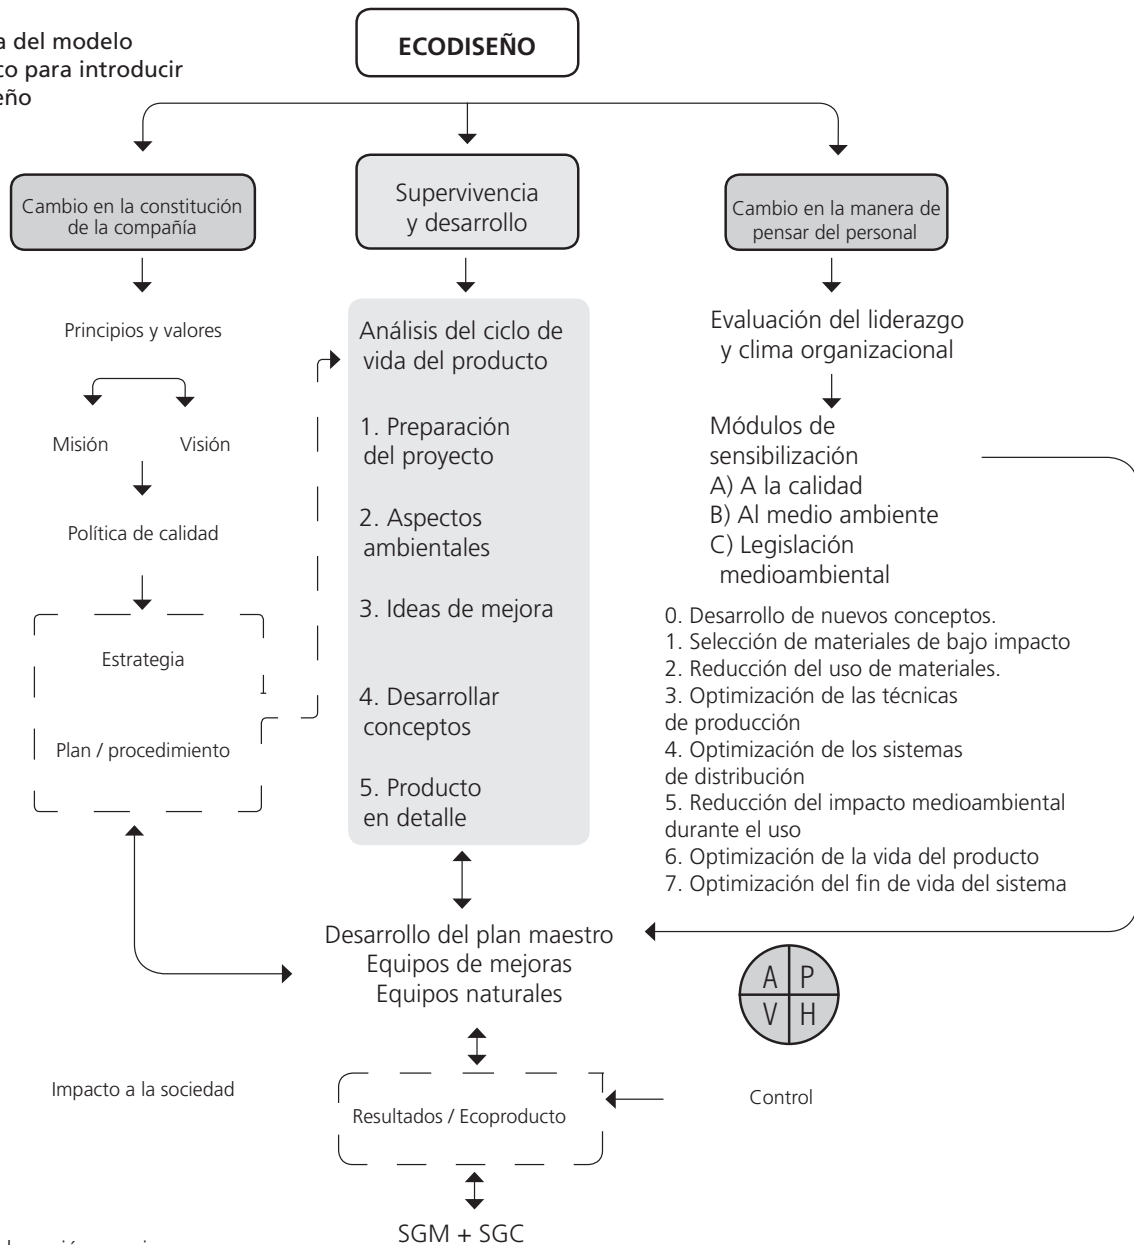 a del modelo
co para introducir
eño
ECODISEÑO
Cambio en la constitución
de la compañía
Principios y valores
Misión
Visión
Política de calidad
Estrategia
Plan / procedimiento
Supervivencia
y desarrollo
Análisis del ciclo de
vida del producto
1. Preparación
del proyecto
2. Aspectos
ambientales
3. Ideas de mejora
4. Desarrollar
conceptos
5. Producto
en detalle
Cambio en la manera de
pensar del personal
Evaluación del liderazgo
y clima organizacional
Módulos de
sensibilización
A) A la calidad
B) Al medio ambiente
C) Legislación
medioambiental
0. Desarrollo de nuevos conceptos.
1. Selección de materiales de bajo impacto
2. Reducción del uso de materiales.
3. Optimización de las técnicas
de producción
4. Optimización de los sistemas
de distribución
5. Reducción del impacto medioambiental
durante el uso
6. Optimización de la vida del producto
7. Optimización del fin de vida del sistema
Desarrollo del plan maestro
Equipos de mejoras
Equipos naturales
A P
V H
Impacto a la sociedad
Resultados / Ecoproducto
Control
SGM + SGC